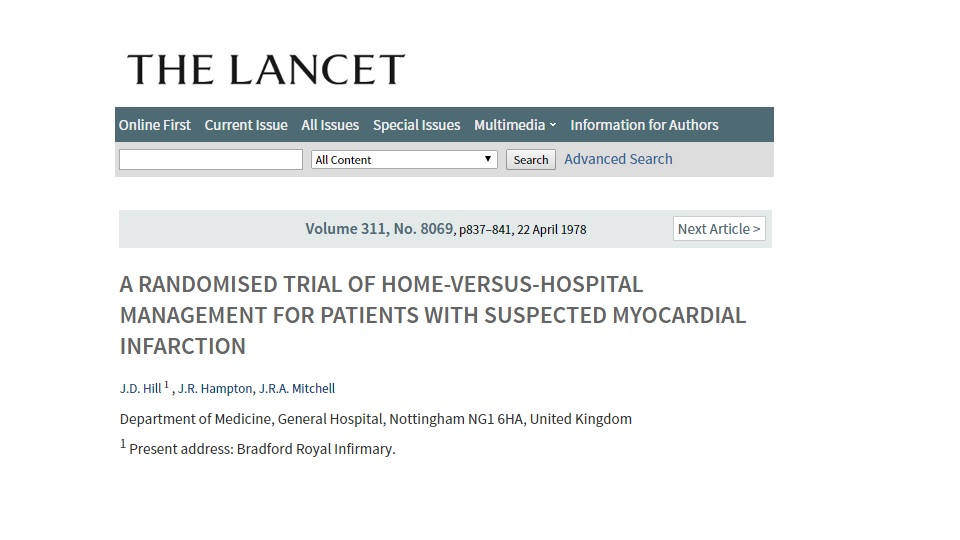 THE LANCET
Online First Current Issue All Issues Special Issues Multimedia Information for Authors
All Content Search Advanced Search
Volume 311, No. 8069, p837–841, 22 April 1978 Next Article >
A RANDOMISED TRIAL OF HOME-VERSUS-HOSPITAL
MANAGEMENT FOR PATIENTS WITH SUSPECTED MYOCARDIAL
INFARCTION
J.D. Hill 1 , J.R. Hampton, J.R.A. Mitchell
Department of Medicine, General Hospital, Nottingham NG1 6HA, United Kingdom
1 Present address: Bradford Royal Infirmary.